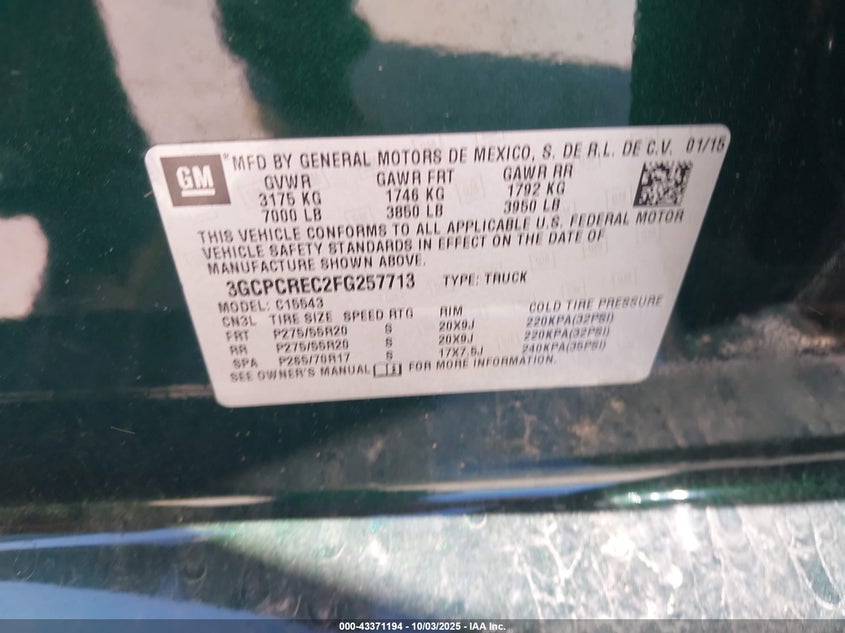 GM
MFD BY GENERAL MOTORS DE MEXICO, S. DE R.L. DE C.V. 01/15
GVWR GAWR FRT GAWR RR
3175 KG 1746 KG 1792 KG
7000 LB 3850 LB 3950 LB
THIS VEHICLE CONFORMS TO ALL APPLICABLE U.S. FEDERAL MOTOR
VEHICLE SAFETY STANDARDS IN EFFECT ON THE DATE OF
MANUFACTURE SHOWN ABOVE.
3GCPCREC2FG257713 TYPE: TRUCK
MODEL: C15543
CN3L TIRE SIZE SPEED RTG RIM COLD TIRE PRESSURE
FRT P275/55R20 S 20X9J 220KPA(32PSI)
RR P275/55R20 S 20X9J 220KPA(32PSI)
SPA P265/70R17 S 17X7.5J 240KPA(35PSI)
SEE OWNER'S MANUAL FOR MORE INFORMATION.
000-43371194 - 10/03/2025 - IAA Inc.